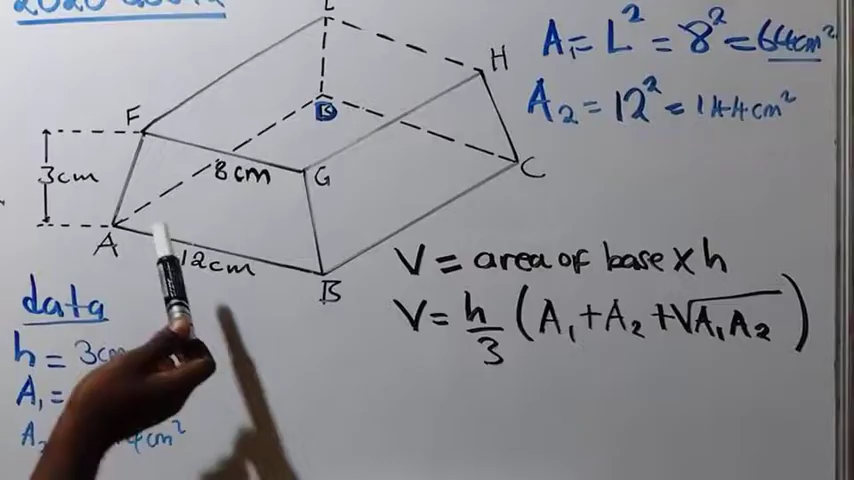 A₁ = L² = 8² = 64cm²
A₂ = 12² = 144cm²
H
F
8cm
G
C
3cm
A
12cm
B
V = area of base x h
V = h/3 (A₁ + A₂ + √A₁A₂)
data
h = 3cm
A₁ =